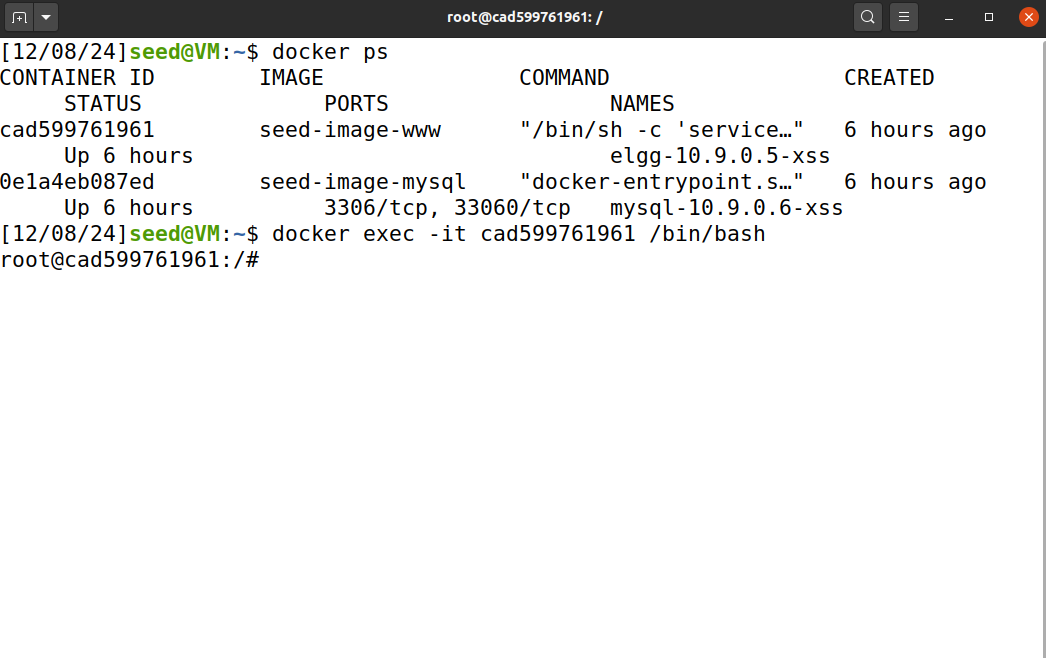 root@cad599761961: /
[12/08/24]seed@VM:~$ docker ps
CONTAINER ID        IMAGE               COMMAND                  CREATED
     STATUS              PORTS                 NAMES
cad599761961        seed-image-www      "/bin/sh -c 'service…"   6 hours ago
     Up 6 hours                                elgg-10.9.0.5-xss
0e1a4eb087ed        seed-image-mysql    "docker-entrypoint.s…"   6 hours ago
     Up 6 hours          3306/tcp, 33060/tcp   mysql-10.9.0.6-xss
[12/08/24]seed@VM:~$ docker exec -it cad599761961 /bin/bash
root@cad599761961:/#